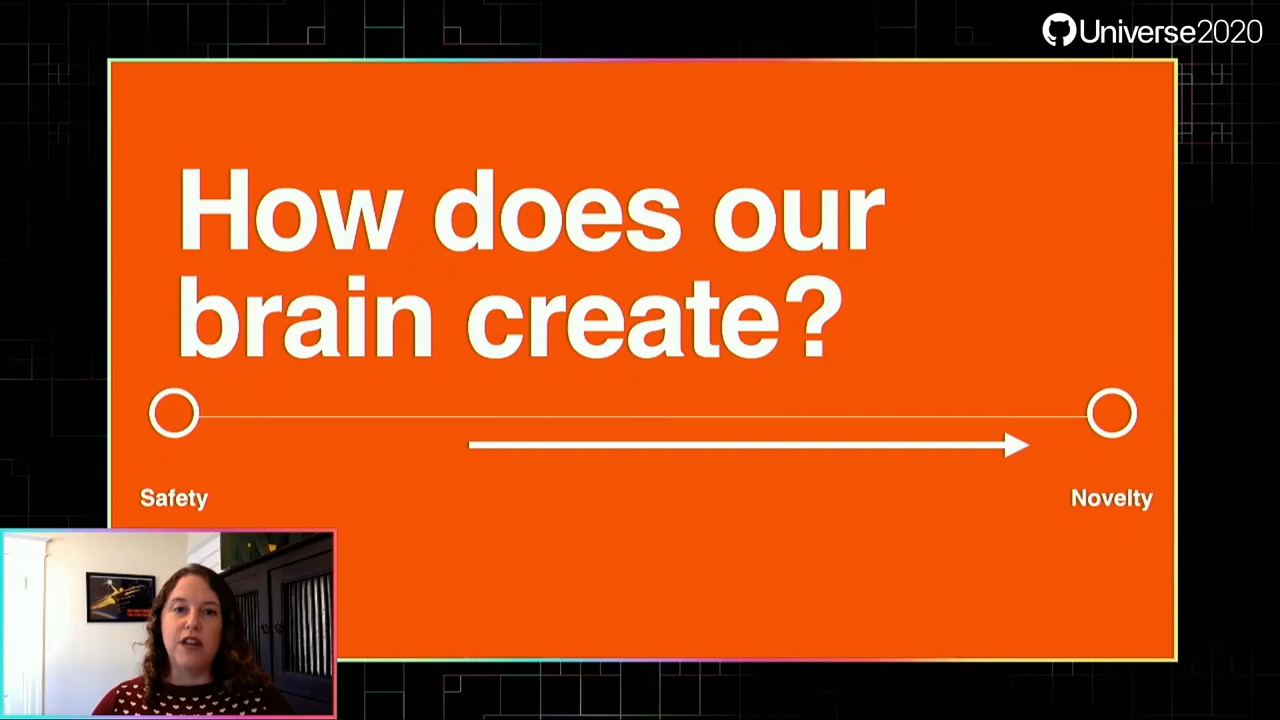 Universe2020
How does our
brain create?
Safety
Novelty